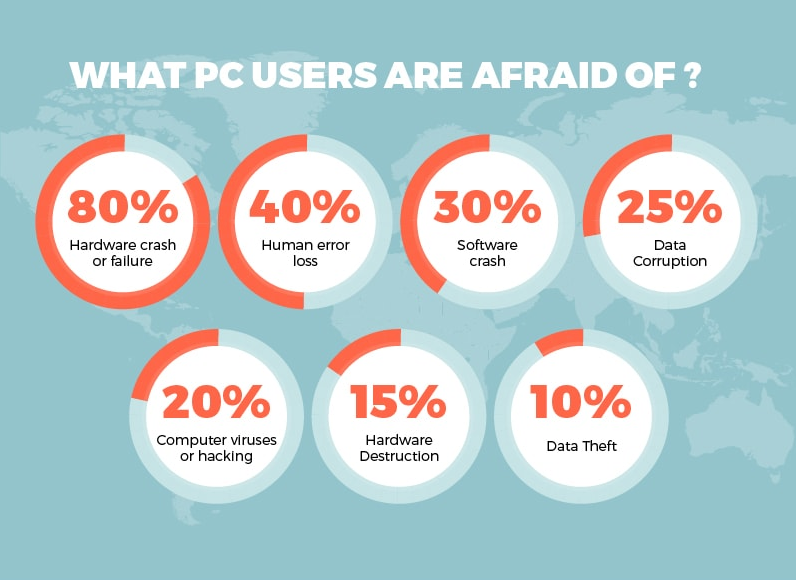 WHAT PC USERS ARE AFRAID OF ?
80%
Hardware crash
or failure
40%
Human error
loss
30%
Software
crash
25%
Data
Corruption
20%
Computer viruses
or hacking
15%
Hardware
Destruction
10%
Data Theft